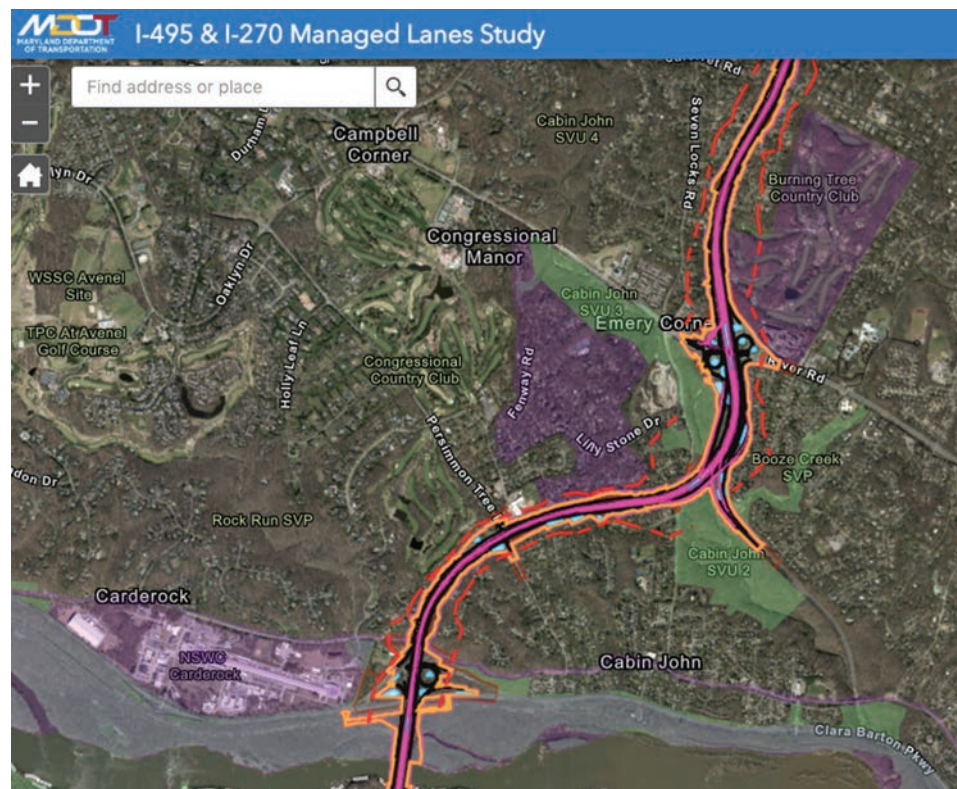 MDOT
MARYLAND DEPARTMENT
OF TRANSPORTATION
I-495 & I-270 Managed Lanes Study
+
Find address or place
−
Durham
Campbell
Corner
Cabin John
SVU 4
Seven Locks Rd
Burning Tree
Country Club
Congressional
Manor
Oaklyn Dr
WSSC Avenel
Site
Cabin John
SVU 3
Emery Corne
TPC At Avenel
Golf Course
Holly Leaf Ln
Congressional
Country Club
Fenway Rd
River Rd
Lilly Stone Dr
Persimmon Tree
Booze Creek
SVP
Rock Run SVP
Cabin John
SVU 2
Carderock
NSWC
Carderock
Cabin John
Clara Barton Pkwy